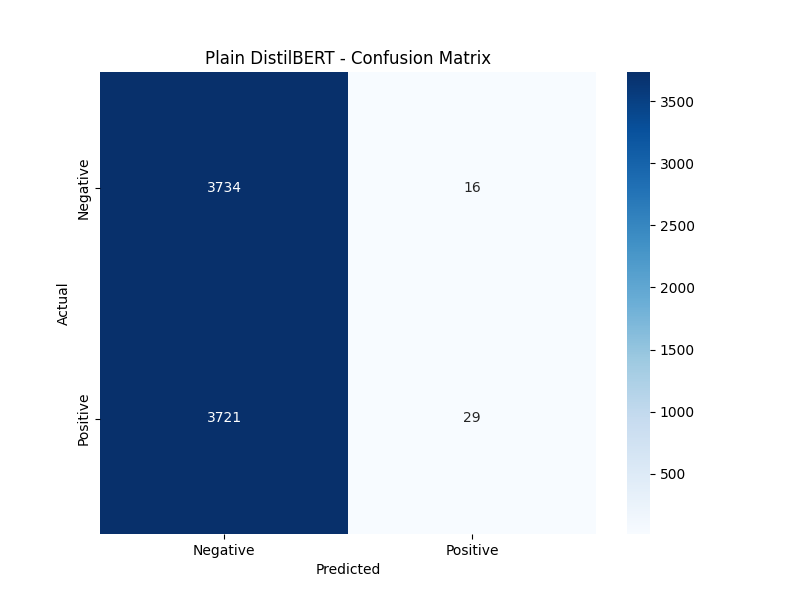 Plain DistilBERT - Confusion Matrix
Actual
Negative
Positive
3734
16
3721
29
Negative
Positive
Predicted
3500
3000
2500
2000
1500
1000
500